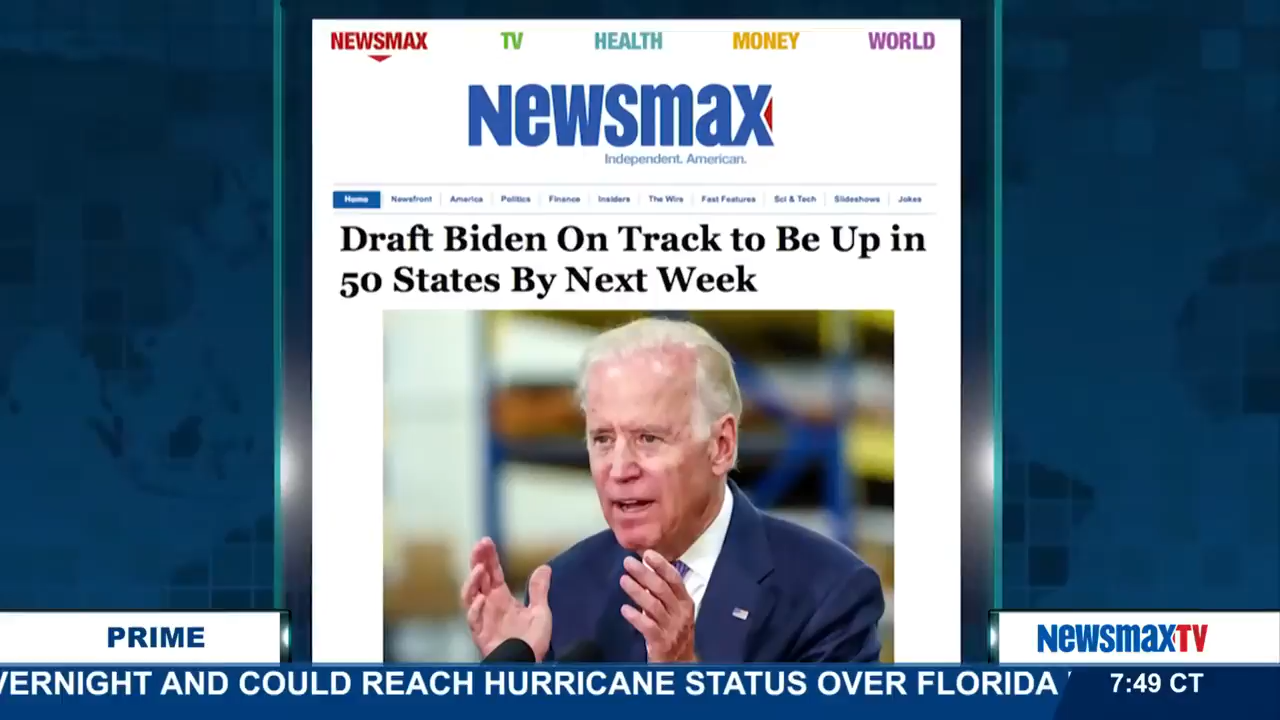 NEWSMAX TV HEALTH MONEY WORLD
Newsmax
Independent. American.
Home Newsfront America Politics Finance Insiders The Wire Fast Features Sci & Tech Slideshows Jokes
Draft Biden On Track to Be Up in
50 States By Next Week
PRIME
NEWSMAXTV
VERNIGHT AND COULD REACH HURRICANE STATUS OVER FLORIDA
7:49 CT